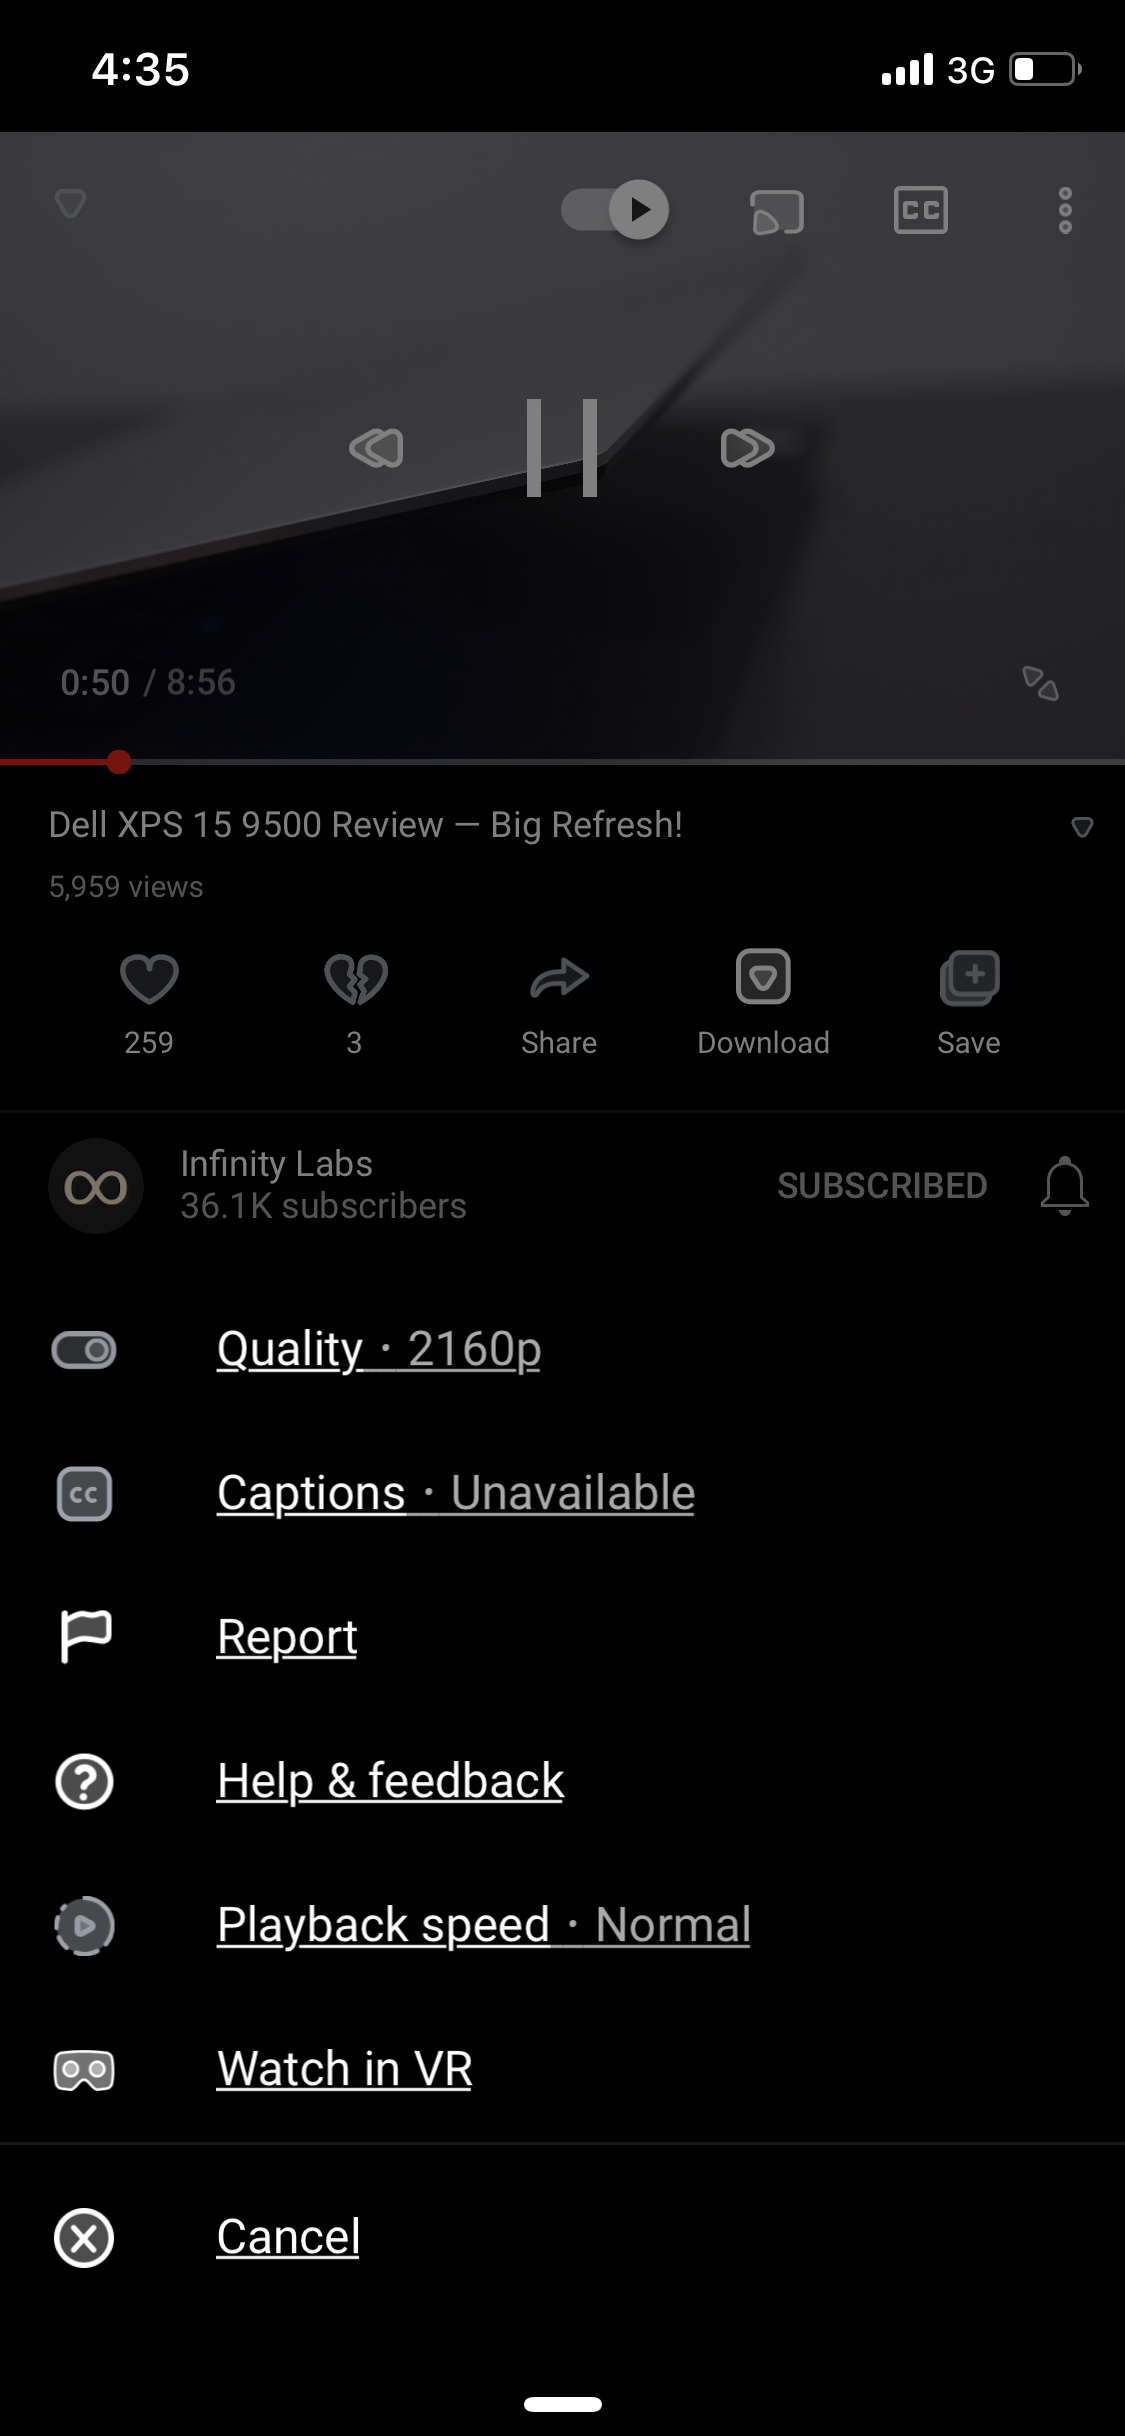 4:35
3G
CC
0:50 / 8:56
Dell XPS 15 9500 Review — Big Refresh!
5,959 views
259
3
Share
Download
Save
Infinity Labs
36.1K subscribers
SUBSCRIBED
Quality · 2160p
CC
Captions · Unavailable
Report
Help & feedback
Playback speed · Normal
Watch in VR
Cancel